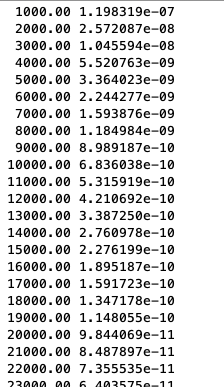 1000.00 1.198319e-07
2000.00 2.572087e-08
3000.00 1.045594e-08
4000.00 5.520763e-09
5000.00 3.364023e-09
6000.00 2.244277e-09
7000.00 1.593876e-09
8000.00 1.184984e-09
9000.00 8.989187e-10
10000.00 6.836038e-10
11000.00 5.315919e-10
12000.00 4.210692e-10
13000.00 3.387250e-10
14000.00 2.760978e-10
15000.00 2.276199e-10
16000.00 1.895187e-10
17000.00 1.591723e-10
18000.00 1.347178e-10
19000.00 1.148055e-10
20000.00 9.844069e-11
21000.00 8.487897e-11
22000.00 7.355535e-11
23000.00 6.403575e-11